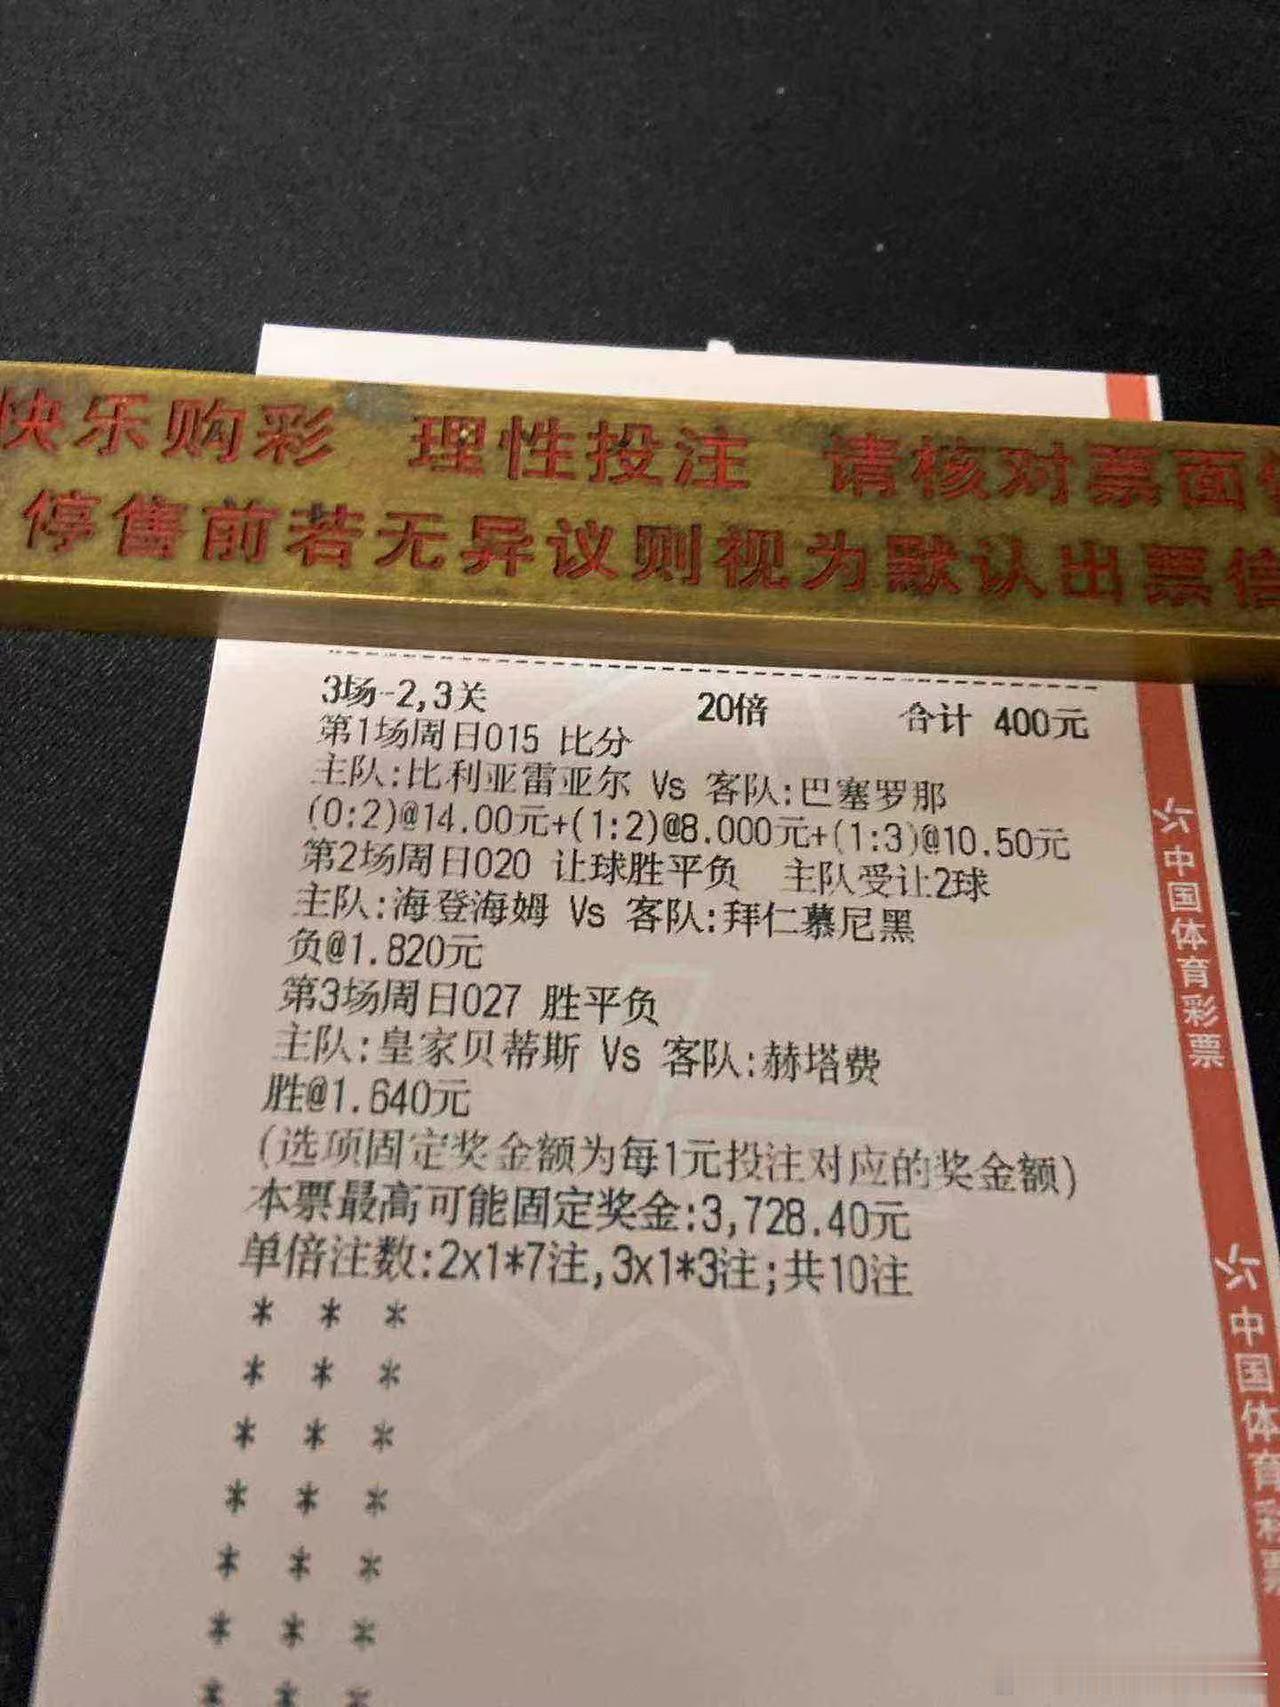 快乐购彩 理性投注 请核对票面
停售前若无异议则视为默认出票
3场-2,3关 20倍 合计 400元
第1场周日015 比分
主队:比利亚雷亚尔 Vs 客队:巴塞罗那
(0:2)@14.00元+(1:2)@8.000元+(1:3)@10.50元
第2场周日020 让球胜平负 主队受让2球
主队:海登海姆 Vs 客队:拜仁慕尼黑
负@1.820元
第3场周日027 胜平负
主队:皇家贝蒂斯 Vs 客队:赫塔费
胜@1.640元
(选项固定奖金额为每1元投注对应的奖金额)
本票最高可能固定奖金:3,728.40元
单倍注数:2x1*7注,3x1*3注;共10注
* * *
* * *
* * *
* * *
* * *
* * *
* * *
中国体育彩票
中国体育彩票